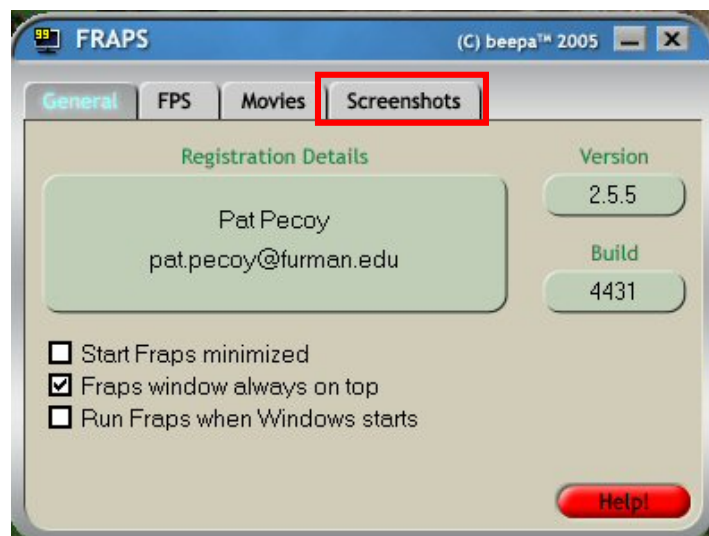 99 FRAPS (C) beepa™ 2005
General FPS Movies Screenshots
Registration Details Version
Pat Pecoy 2.5.5
pat.pecoy@furman.edu Build
4431
Start Fraps minimized
Fraps window always on top
Run Fraps when Windows starts
Help!